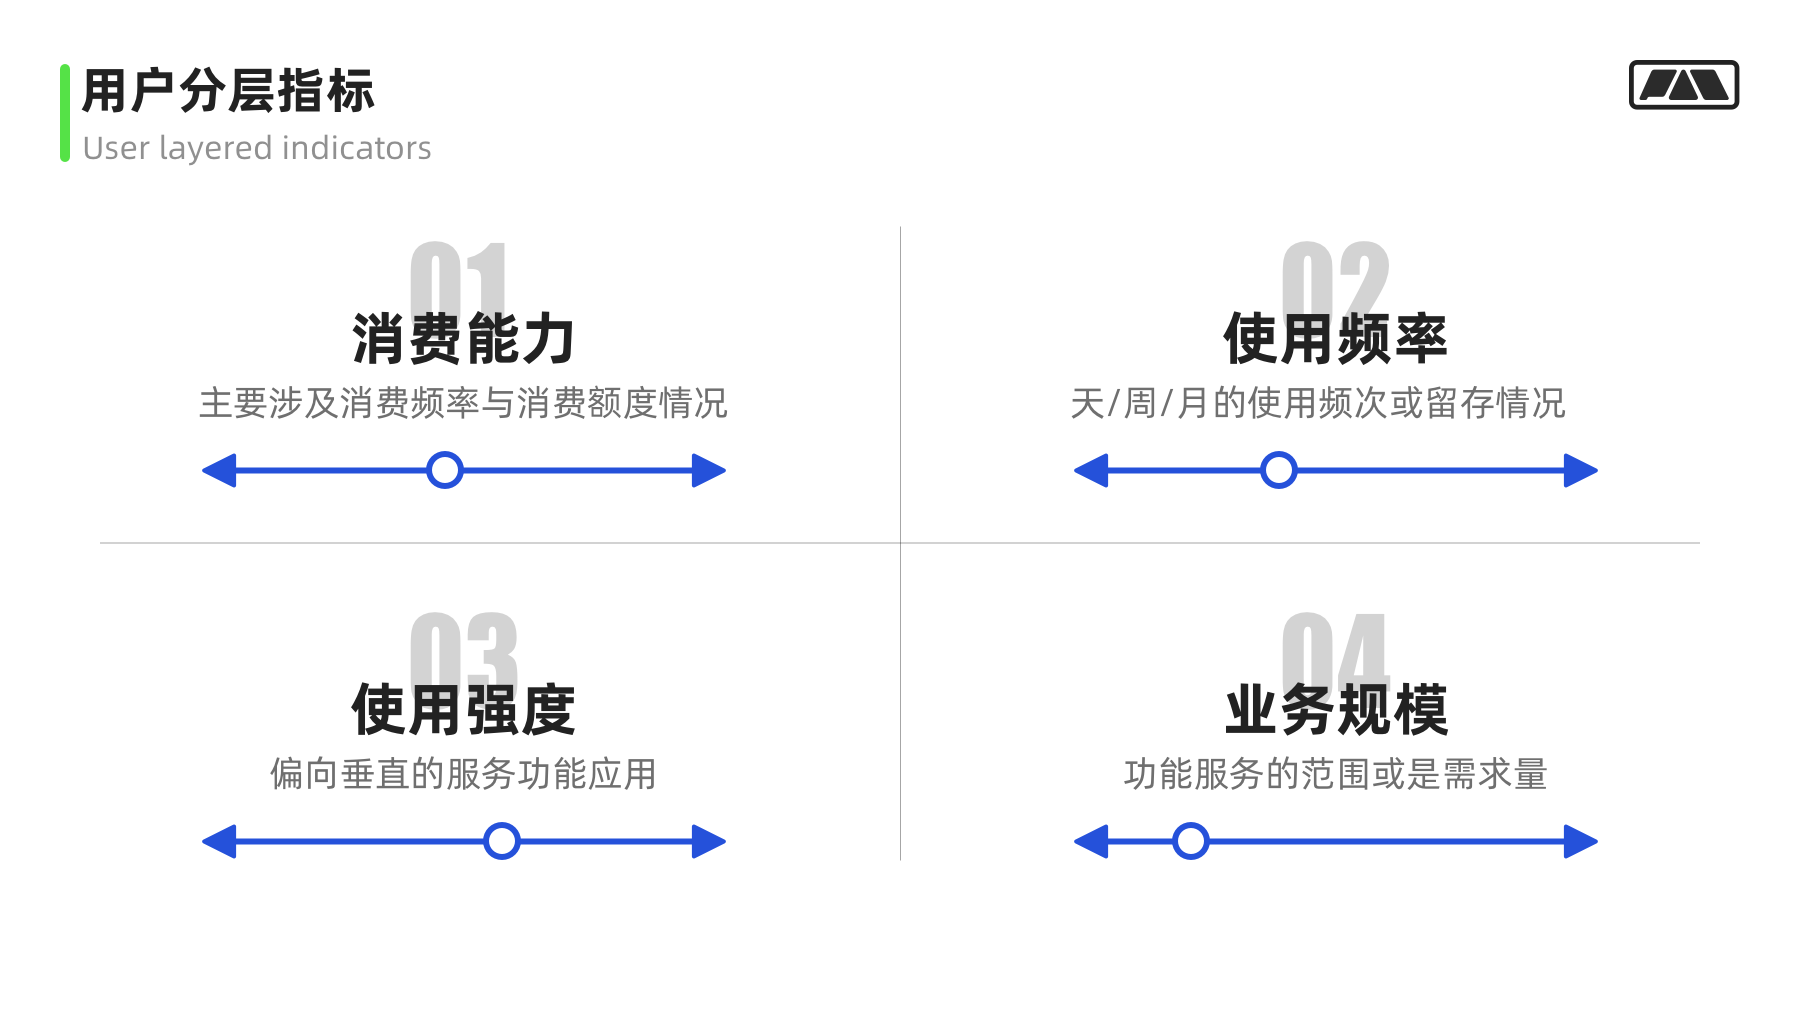 用户分层指标
User layered indicators
01
消费能力
主要涉及消费频率与消费额度情况
02
使用频率
天/周/月的使用频次或留存情况
03
使用强度
偏向垂直的服务功能应用
04
业务规模
功能服务的范围或是需求量